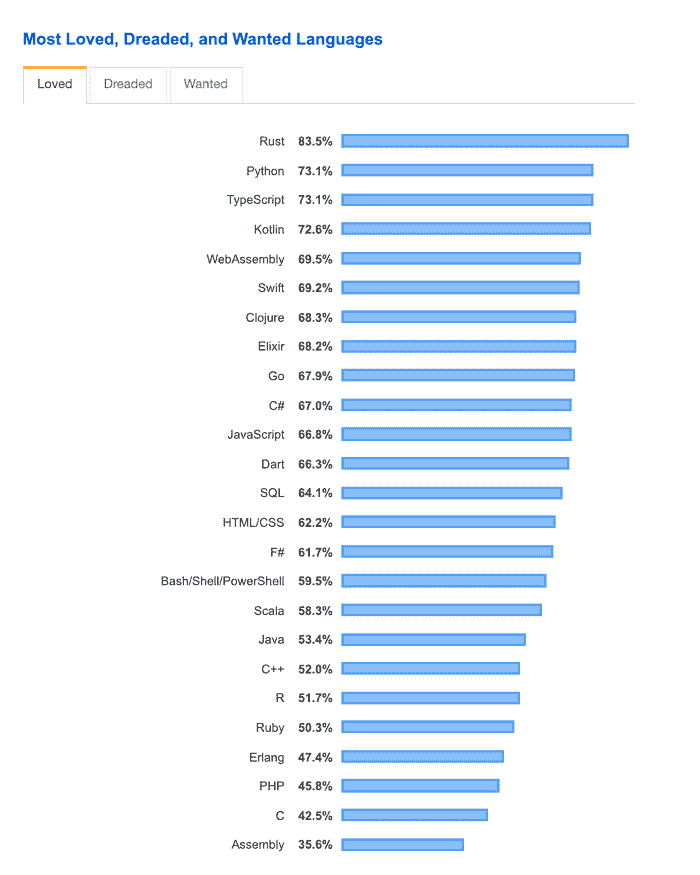 Most Loved, Dreaded, and Wanted Languages
Loved Dreaded Wanted
Rust 83.5%
Python 73.1%
TypeScript 73.1%
Kotlin 72.6%
WebAssembly 69.5%
Swift 69.2%
Clojure 68.3%
Elixir 68.2%
Go 67.9%
C# 67.0%
JavaScript 66.8%
Dart 66.3%
SQL 64.1%
HTML/CSS 62.2%
F# 61.7%
Bash/Shell/PowerShell 59.5%
Scala 58.3%
Java 53.4%
C++ 52.0%
R 51.7%
Ruby 50.3%
Erlang 47.4%
PHP 45.8%
C 42.5%
Assembly 35.6%